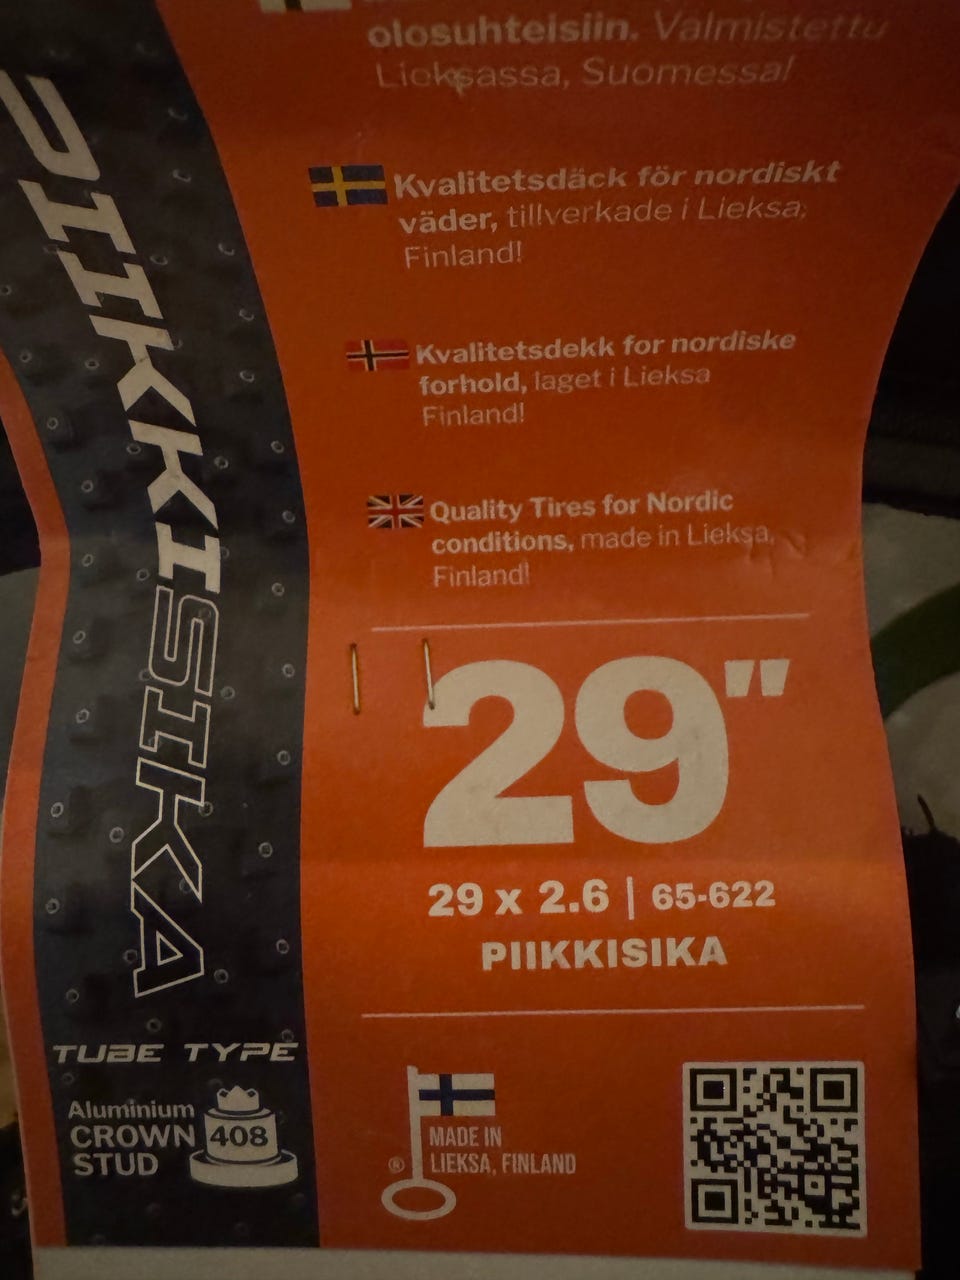 olosuhteisiin. Valmistettu
Lieksassa, Suomessa!
Kvalitetsdäck för nordiskt
väder, tillverkade i Lieksa,
Finland!
Kvalitetsdekk for nordiske
forhold, laget i Lieksa
Finland!
Quality Tires for Nordic
conditions, made in Lieksa,
Finland!
29"
29 x 2.6 | 65-622
PIIKKISIKA
MADE IN
® LIEKSA, FINLAND
PIIKKISIKA
TUBE TYPE
Aluminium
CROWN
STUD
408